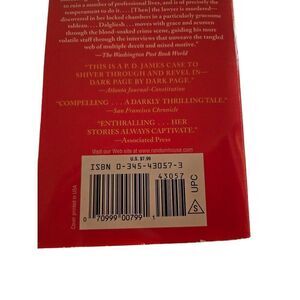 to ruin a number of professional lives, and is of precisely the
temperament to do it. . . . [Then] the lawyer is murdered—
discovered in her locked chambers in a particularly gruesome
tableau. . . . Dalgliesh . . . moves with grace and acuteness
through the blood-soaked crime scene, guiding his more
volatile staff through the interviews that unweave the tangled
web of multiple deceit and mixed motive."
—The Washington Post Book World
"THIS IS A P. D. JAMES CASE TO
SHIVER THROUGH AND REVEL IN—
DARK PAGE BY DARK PAGE."
—Atlanta Journal-Constitution
"COMPELLING . . . A DARKLY THRILLING TALE."
—San Francisco Chronicle
"ENTHRALLING . . . HER
STORIES ALWAYS CAPTIVATE."
—Associated Press
Visit our Web site at www.randomhouse.com
Cover printed in USA
U.S. $7.99
ISBN 0-345-43057-3
43057
0 70999 00799 1
S UPC